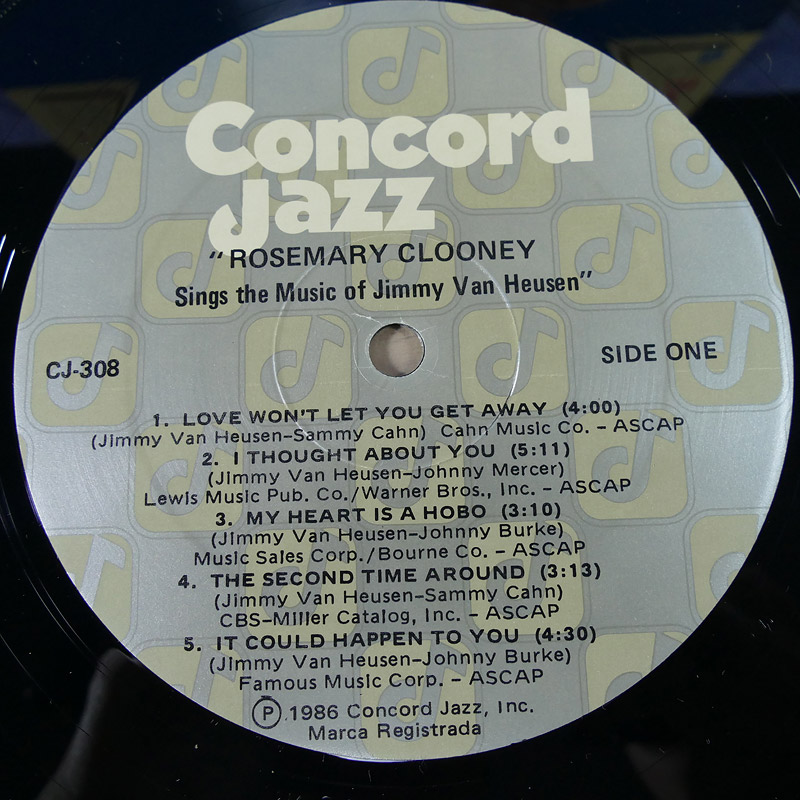 Concord
Jazz
"ROSEMARY CLOONEY
Sings the Music of Jimmy Van Heusen"
CJ-308
SIDE ONE
1. LOVE WON'T LET YOU GET AWAY (4:00)
(Jimmy Van Heusen-Sammy Cahn) Cahn Music Co. - ASCAP
2. I THOUGHT ABOUT YOU (5:11)
(Jimmy Van Heusen-Johnny Mercer)
Lewis Music Pub. Co./Warner Bros., Inc. - ASCAP
3. MY HEART IS A HOBO (3:10)
(Jimmy Van Heusen-Johnny Burke)
Music Sales Corp./Bourne Co. - ASCAP
4. THE SECOND TIME AROUND (3:13)
(Jimmy Van Heusen-Sammy Cahn)
CBS-Miller Catalog, Inc. - ASCAP
5. IT COULD HAPPEN TO YOU (4:30)
(Jimmy Van Heusen-Johnny Burke)
Famous Music Corp. - ASCAP
Ⓟ.1986 Concord Jazz, Inc.
Marca Registrada